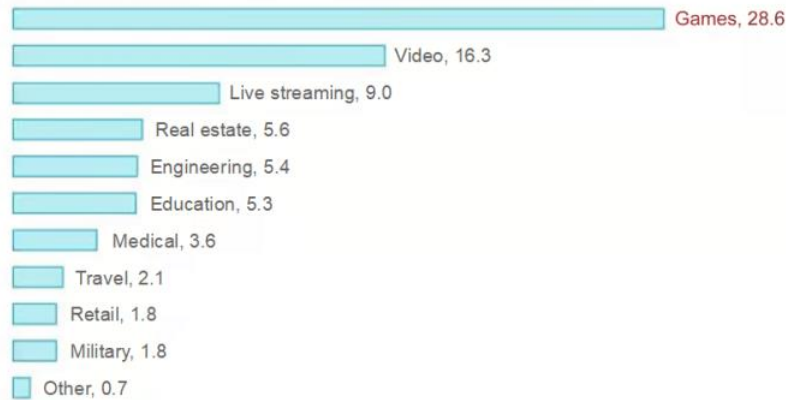 Games, 28.6
Video, 16.3
Live streaming, 9.0
Real estate, 5.6
Engineering, 5.4
Education, 5.3
Medical, 3.6
Travel, 2.1
Retail, 1.8
Military, 1.8
Other, 0.7